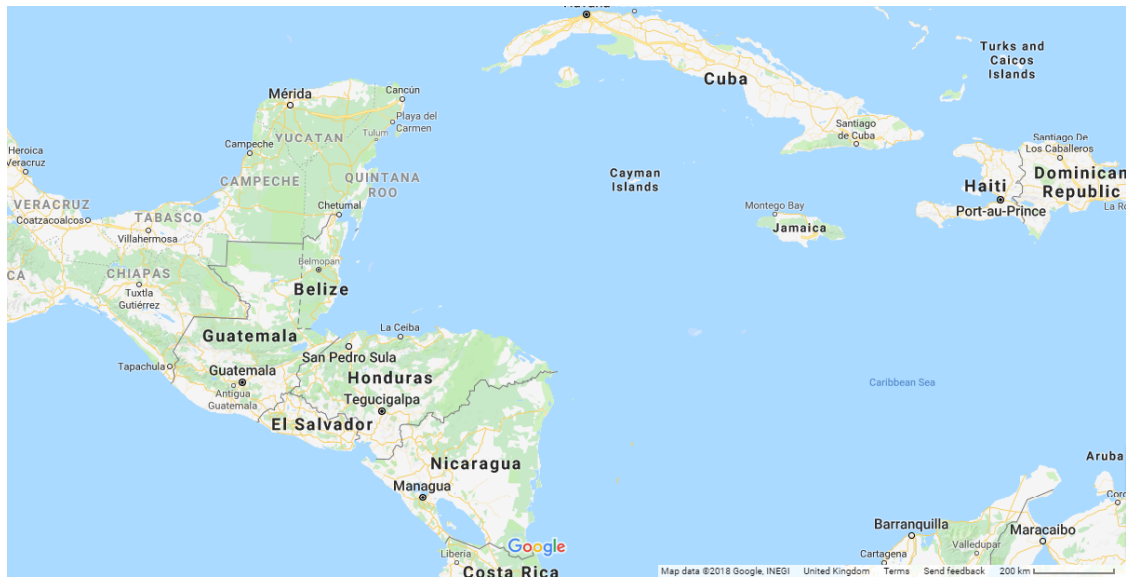 Havana
Turks and
Caicos
Islands
Cuba
Mérida
Cancún
Playa del
Carmen
Santiago
de Cuba
YUCATAN
Tulum
Santiago De
Los Caballeros
Heroica
Veracruz
Campeche
Dominican
Republic
CAMPECHE
QUINTANA
ROO
Cayman
Islands
Haiti
VERACRUZ
Coatzacoalcos
TABASCO
Villahermosa
Chetumal
Montego Bay
Jamaica
Port-au-Prince
La Ro
CA
CHIAPAS
Tuxtla
Gutiérrez
Belmopan
Belize
Guatemala
La Ceiba
San Pedro Sula
Tapachula
Guatemala
Antigua
Guatemala
Honduras
Tegucigalpa
Caribbean Sea
El Salvador
Nicaragua
Managua
Aruba
Coro
Barranquilla
Maracaibo
Cartagena
Valledupar
Liberia
Costa Rica
Google
Map data ©2018 Google, INEGI United Kingdom Terms Send feedback 200 km